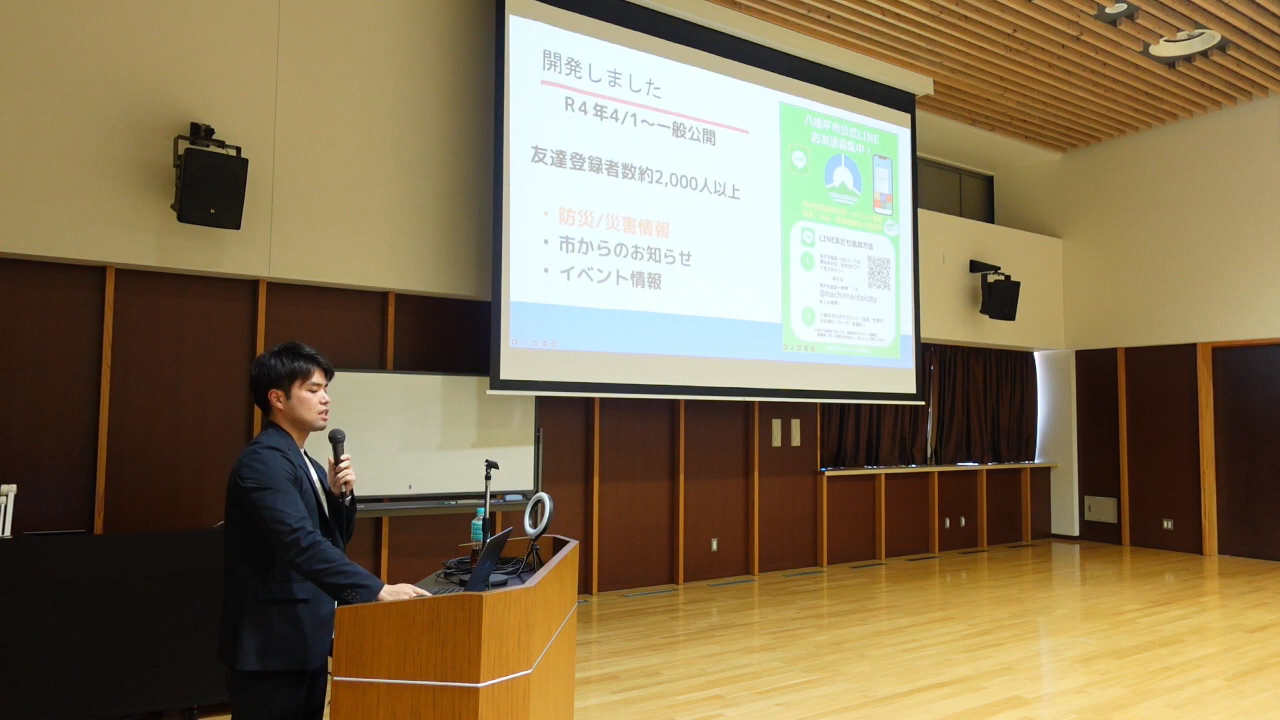 開発しました
R4年4/1〜一般公開
友達登録者数約2,000人以上
・ 防災/災害情報
・ 市からのお知らせ
・ イベント情報
八幡平市公式LINE
お友達募集中！
LINE友だち追加方法
@hachimantaicity